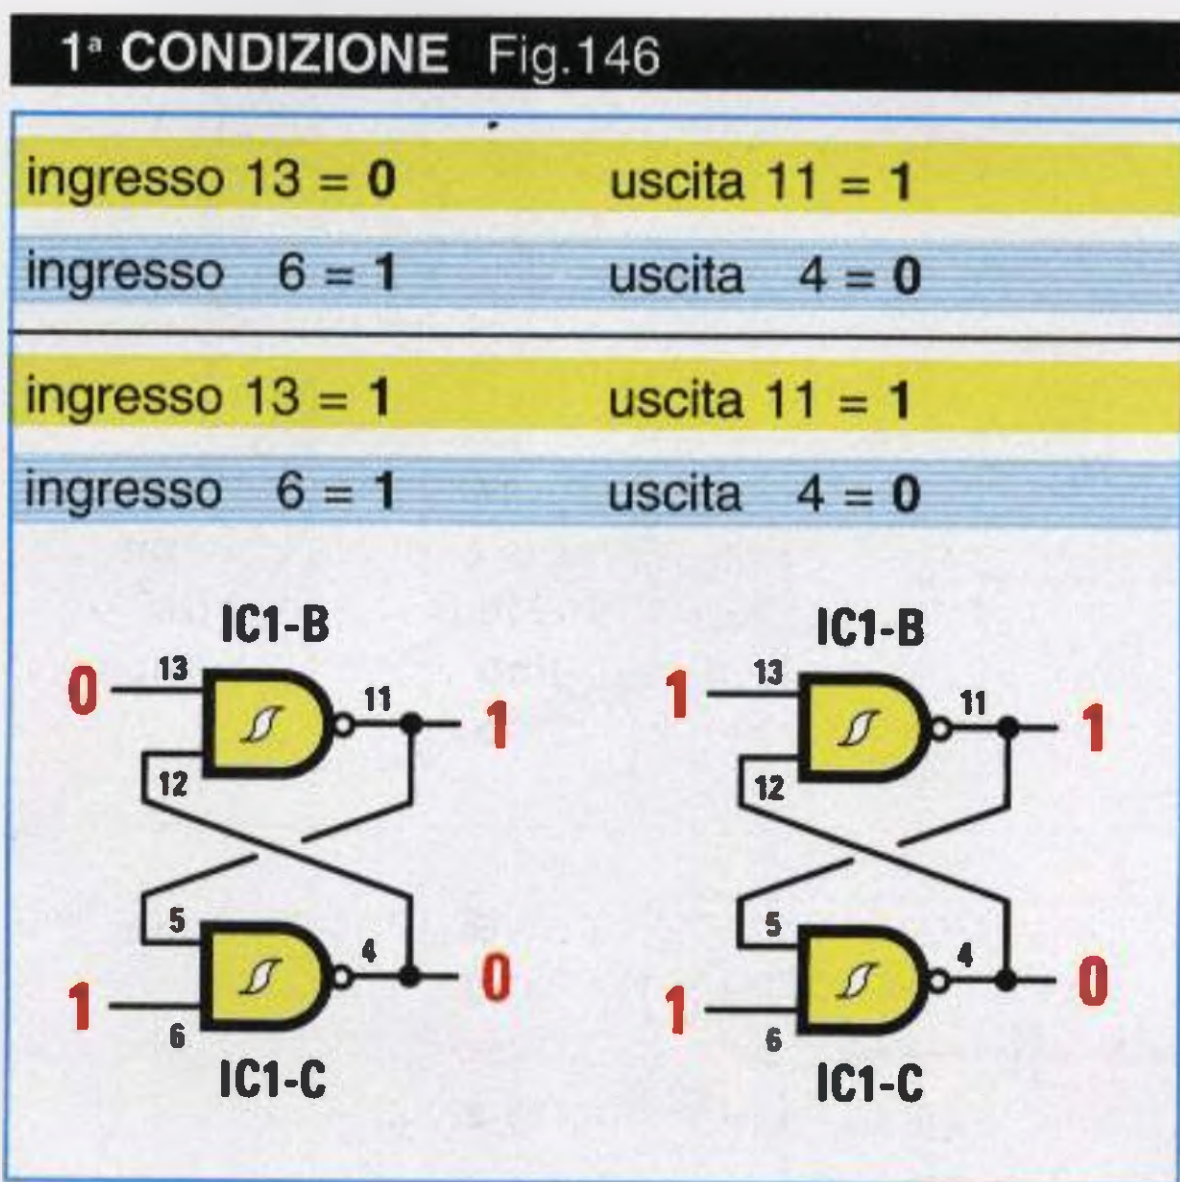 1ª CONDIZIONE Fig.146
ingresso 13 = 0 uscita 11 = 1
ingresso 6 = 1 uscita 4 = 0
ingresso 13 = 1 uscita 11 = 1
ingresso 6 = 1 uscita 4 = 0
IC1-B IC1-B
13 13
0 11 1 1 11 1
12 12
5 5
4 4
1 0 1 0
6 6
IC1-C IC1-C